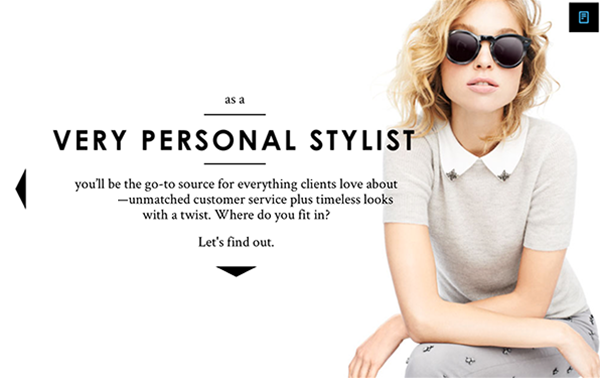 as a
VERY PERSONAL STYLIST
you'll be the go-to source for everything clients love about
—unmatched customer service plus timeless looks
with a twist. Where do you fit in?
Let's find out.